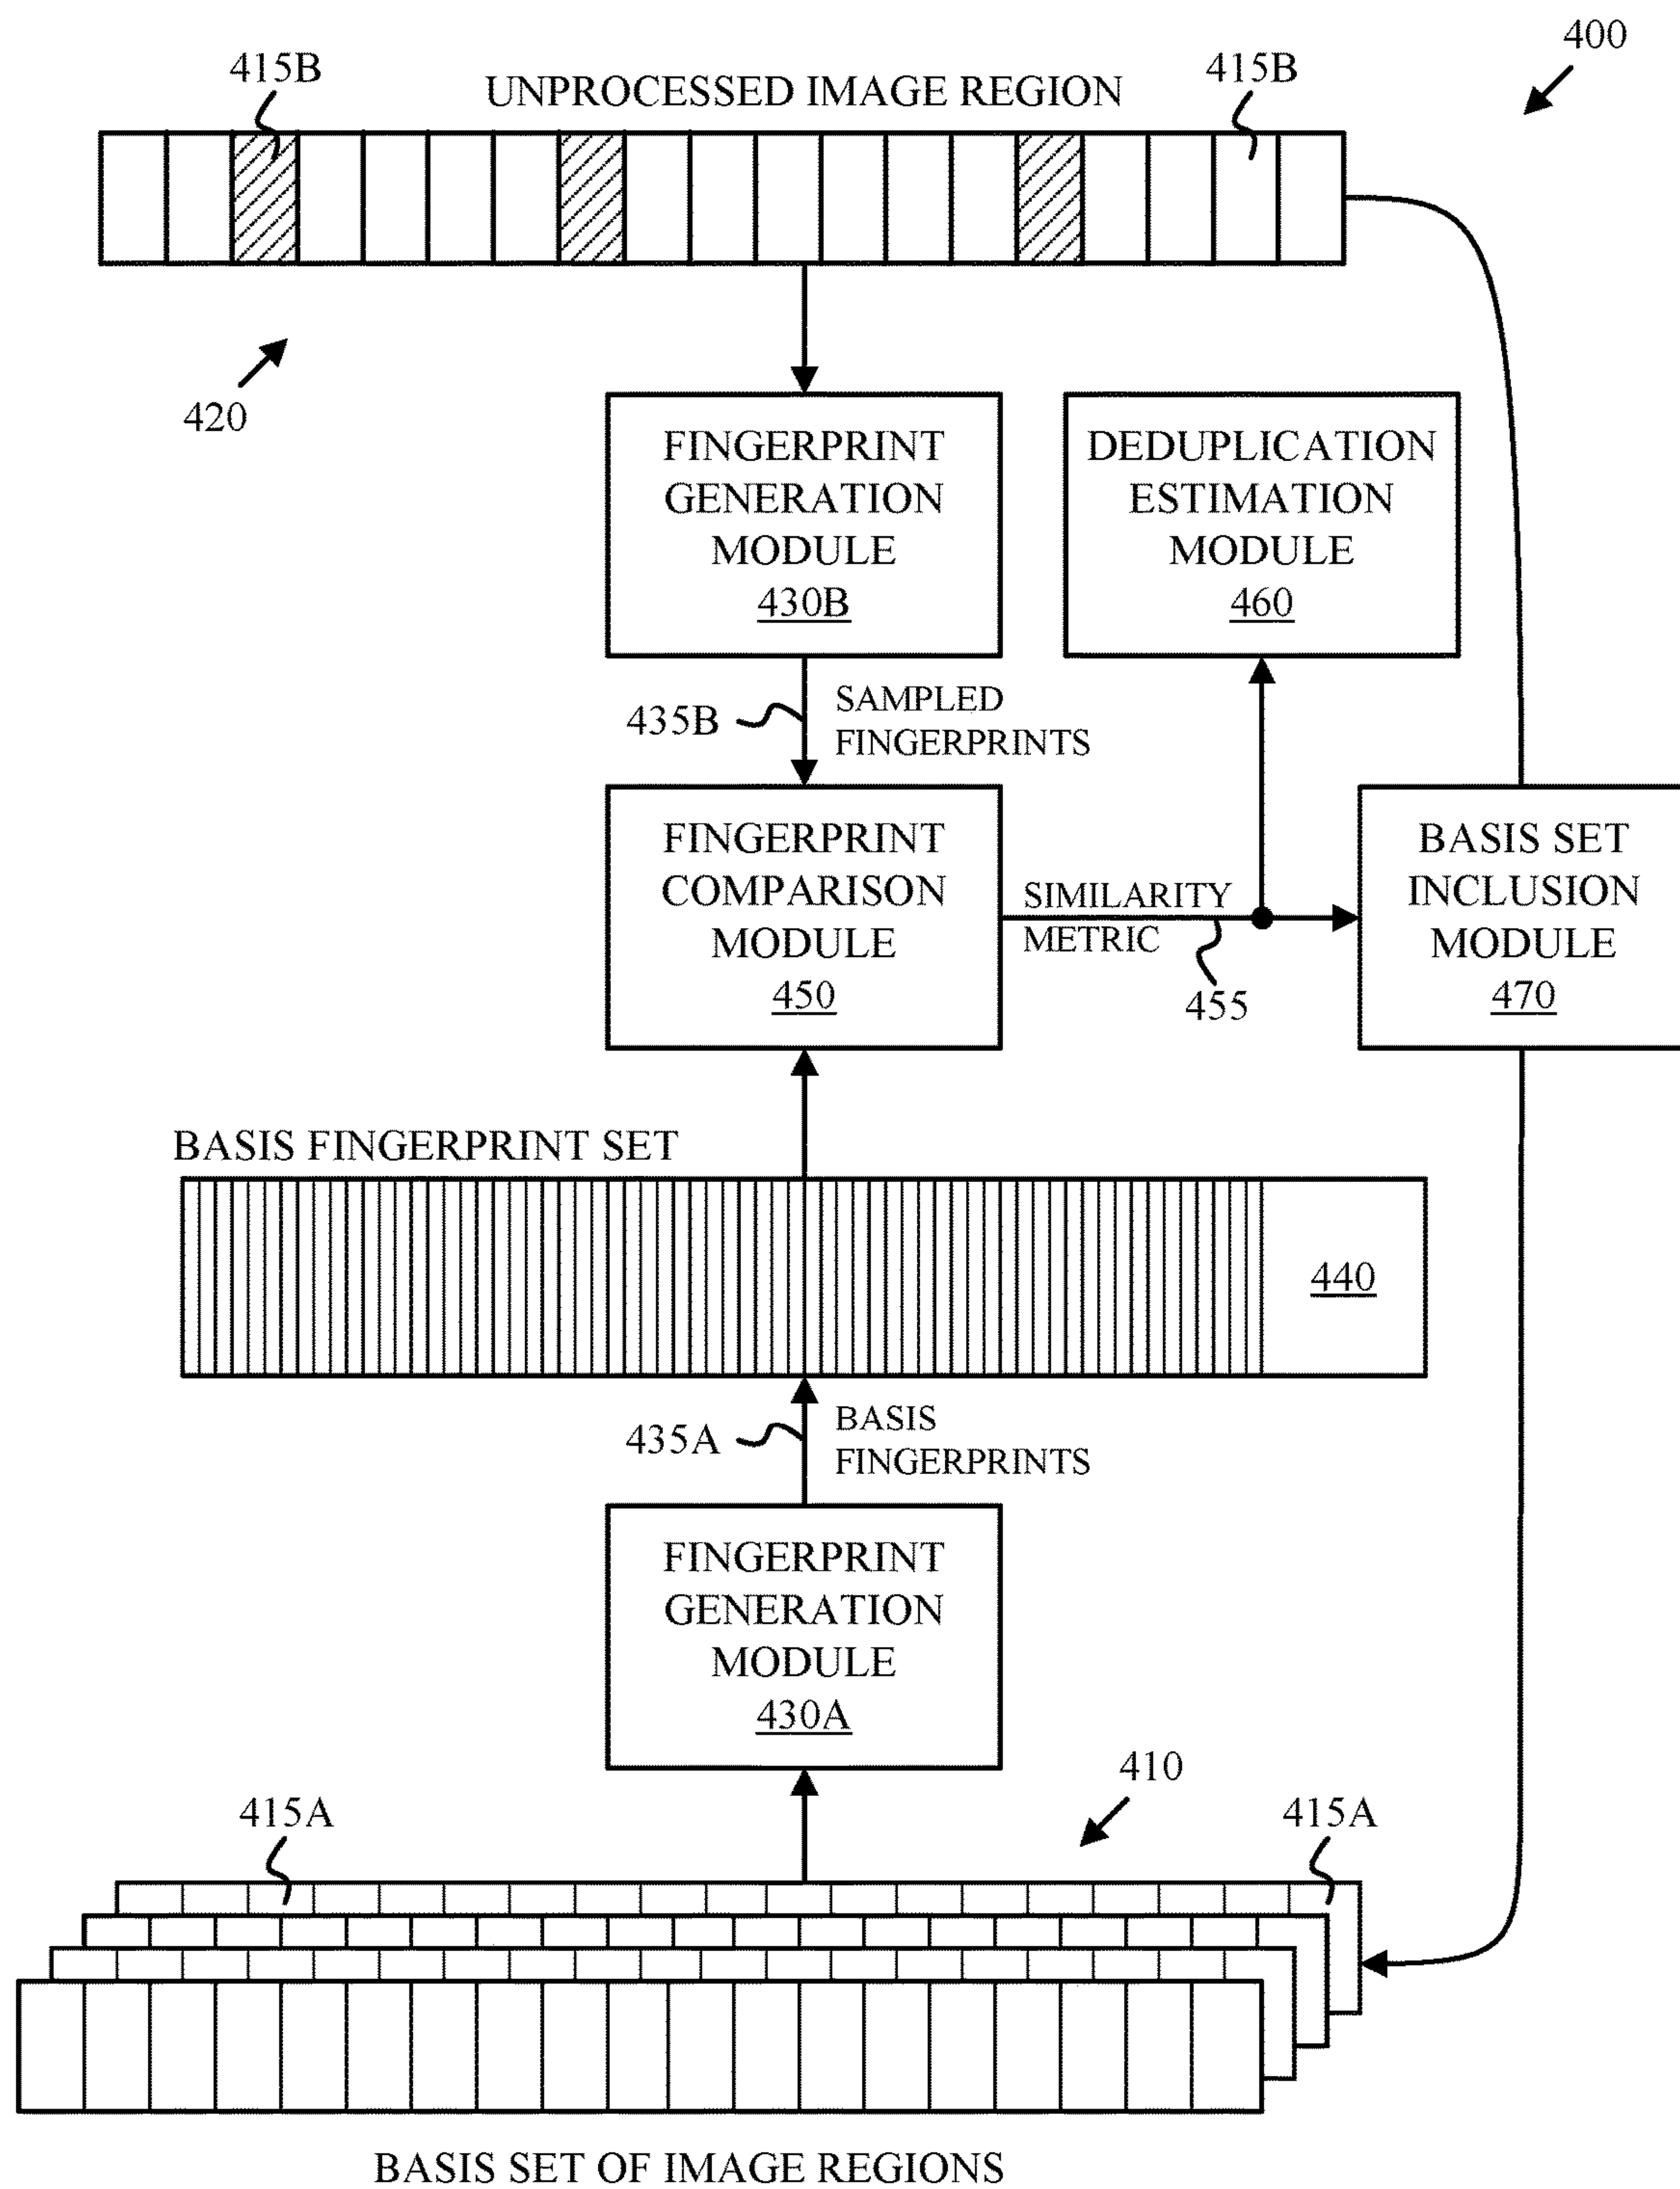 400
415B
415B
UNPROCESSED IMAGE REGION
420
FINGERPRINT
GENERATION
MODULE
430B
DEDUPLICATION
ESTIMATION
MODULE
460
435B
SAMPLED
FINGERPRINTS
FINGERPRINT
COMPARISON
MODULE
450
SIMILARITY
METRIC
455
BASIS SET
INCLUSION
MODULE
470
BASIS FINGERPRINT SET
440
435A
BASIS
FINGERPRINTS
FINGERPRINT
GENERATION
MODULE
430A
410
415A
415A
BASIS SET OF IMAGE REGIONS